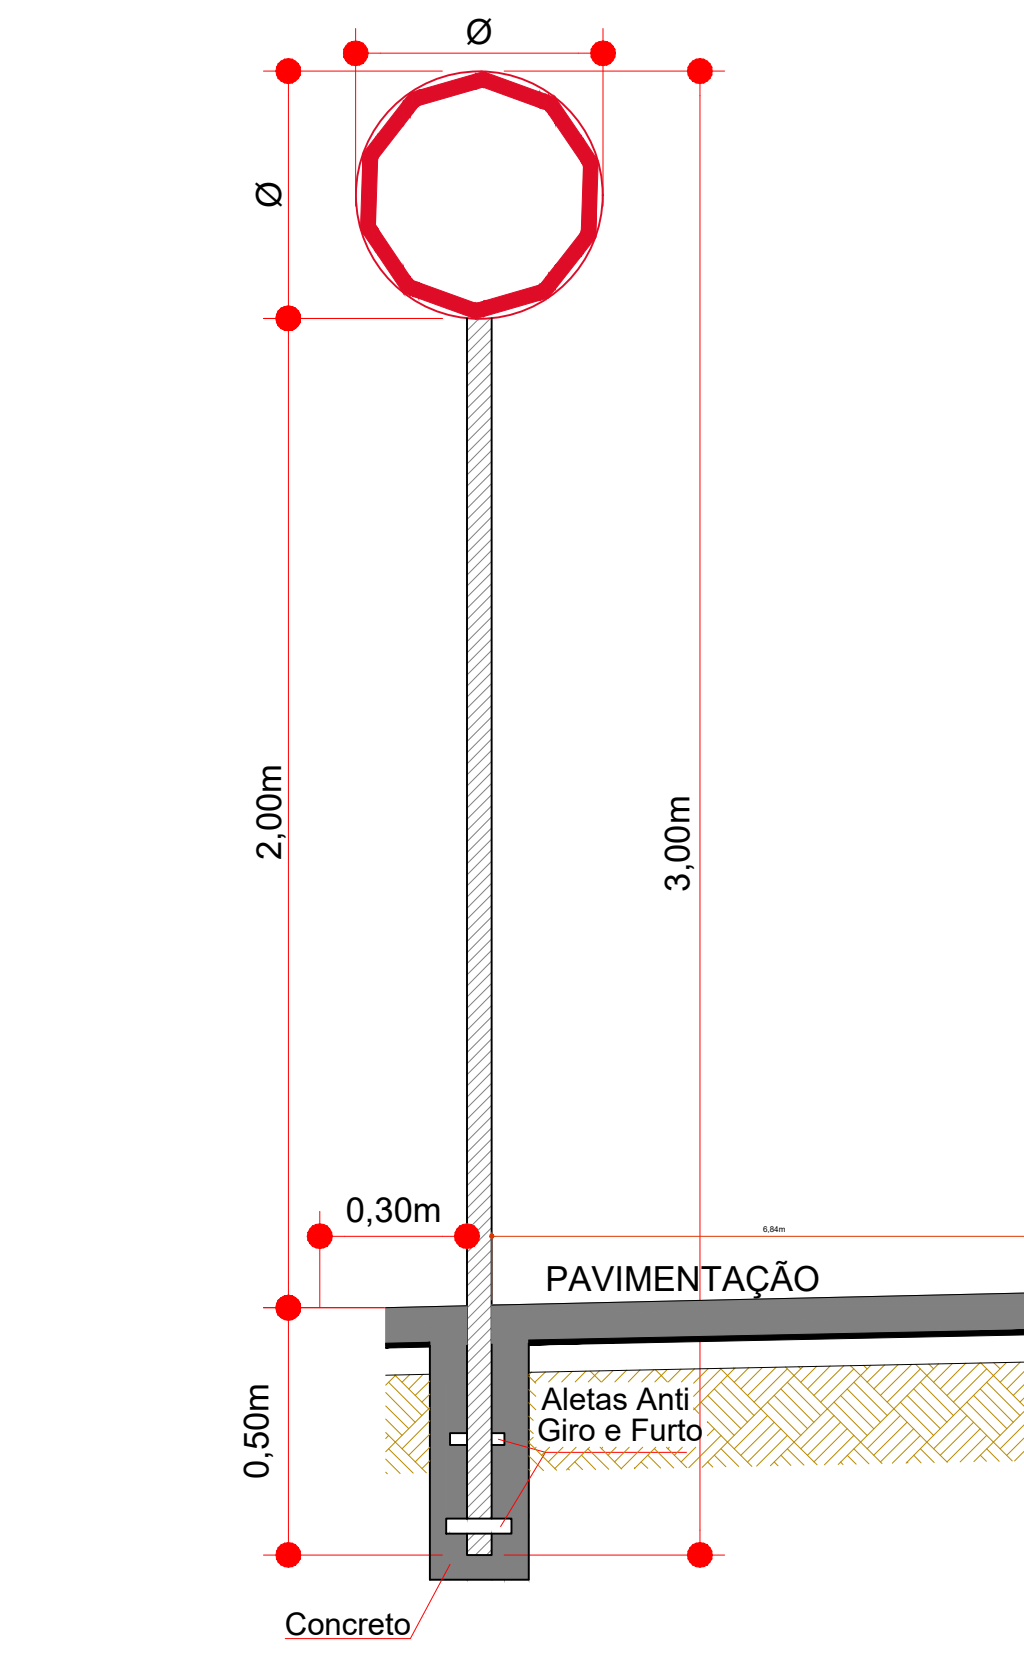 Ø
Ø
2,00m
3,00m
0,30m
6,84m
PAVIMENTAÇÃO
0,50m
Aletas Anti
Giro e Furto
Concreto